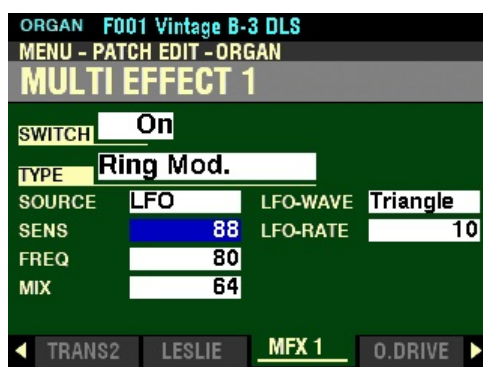 ORGAN F001 Vintage B-3 DLS
MENU - PATCH EDIT - ORGAN
MULTI EFFECT 1
SWITCH On
TYPE Ring Mod.
SOURCE LFO LFO-WAVE Triangle
SENS 88 LFO-RATE 10
FREQ 80
MIX 64
TRANS2 LESLIE MFX 1 O.DRIVE